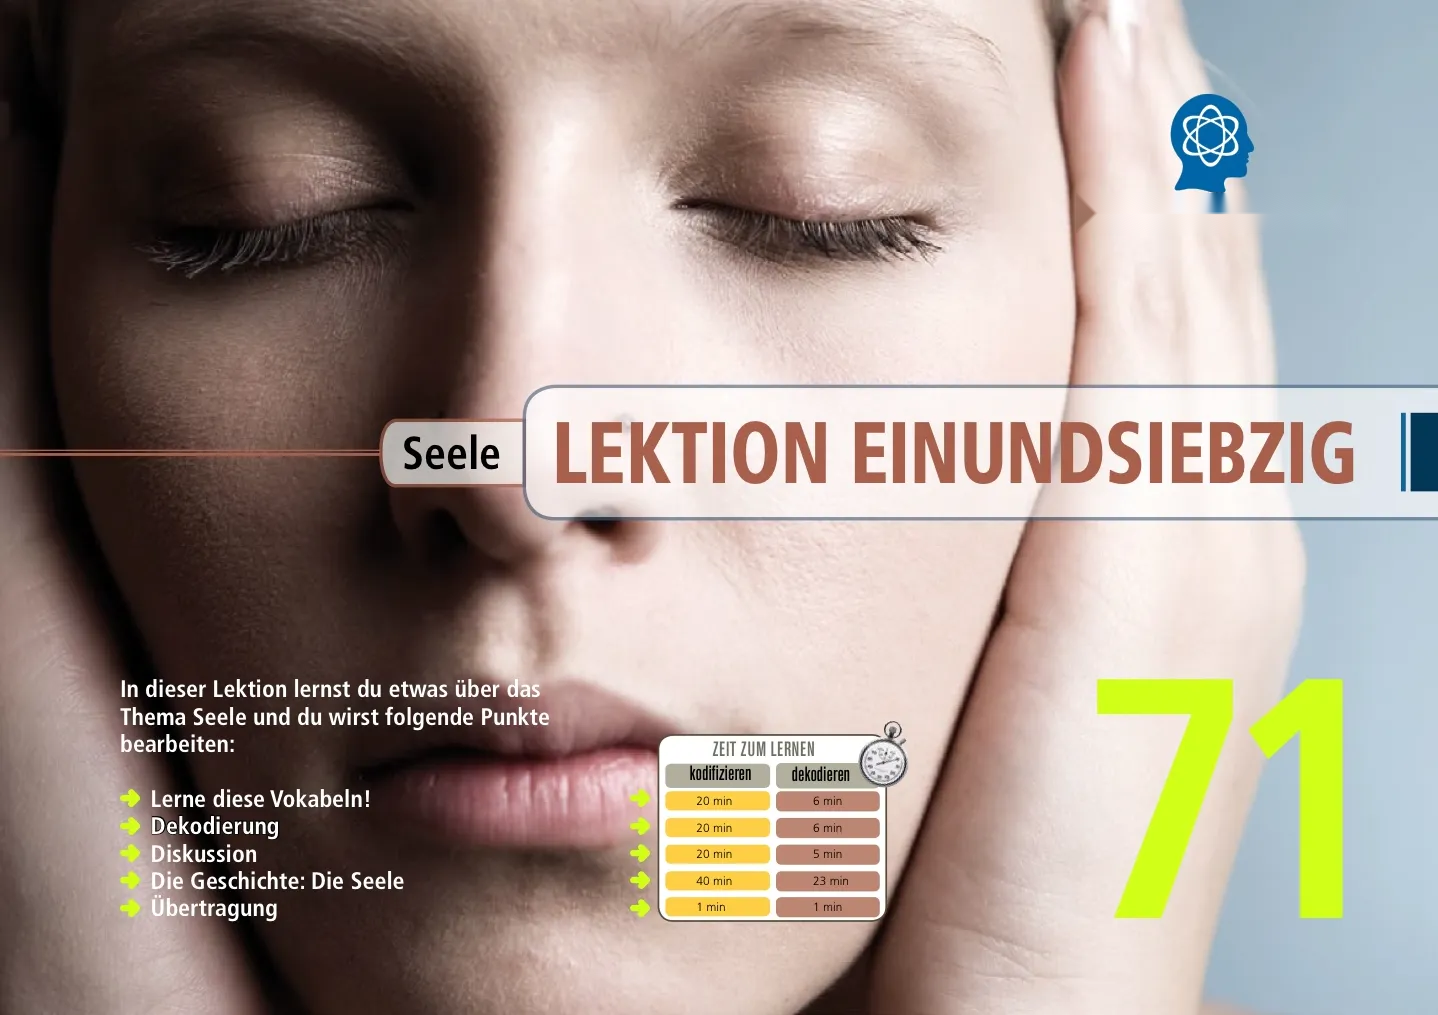 Seele
LEKTION EINUNDSIEBZIG
In dieser Lektion lernst du etwas über das
Thema Seele und du wirst folgende Punkte
bearbeiten:
Lerne diese Vokabeln!
Dekodierung
Diskussion
Die Geschichte: Die Seele
Übertragung
ZEIT ZUM LERNEN
kodifizieren dekodieren
20 min 6 min
20 min 6 min
20 min 5 min
40 min 23 min
1 min 1 min
71